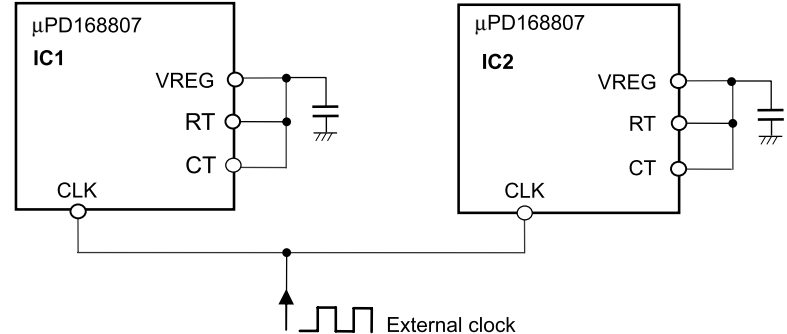 μPD168807
IC1
VREG
RT
CT
CLK
μPD168807
IC2
VREG
RT
CT
CLK
External clock